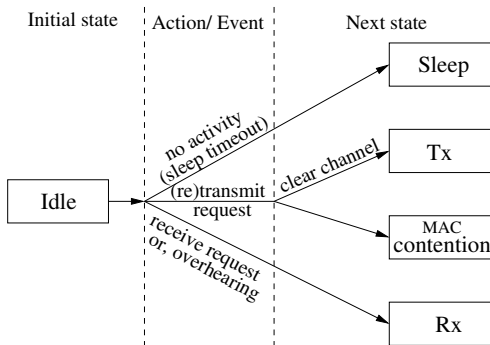 Initial state
Action/ Event
Next state
Sleep
no activity
(sleep timeout)
clear channel
Tx
Idle
(re)transmit
request
MAC
contention
receive request
or, overhearing
Rx